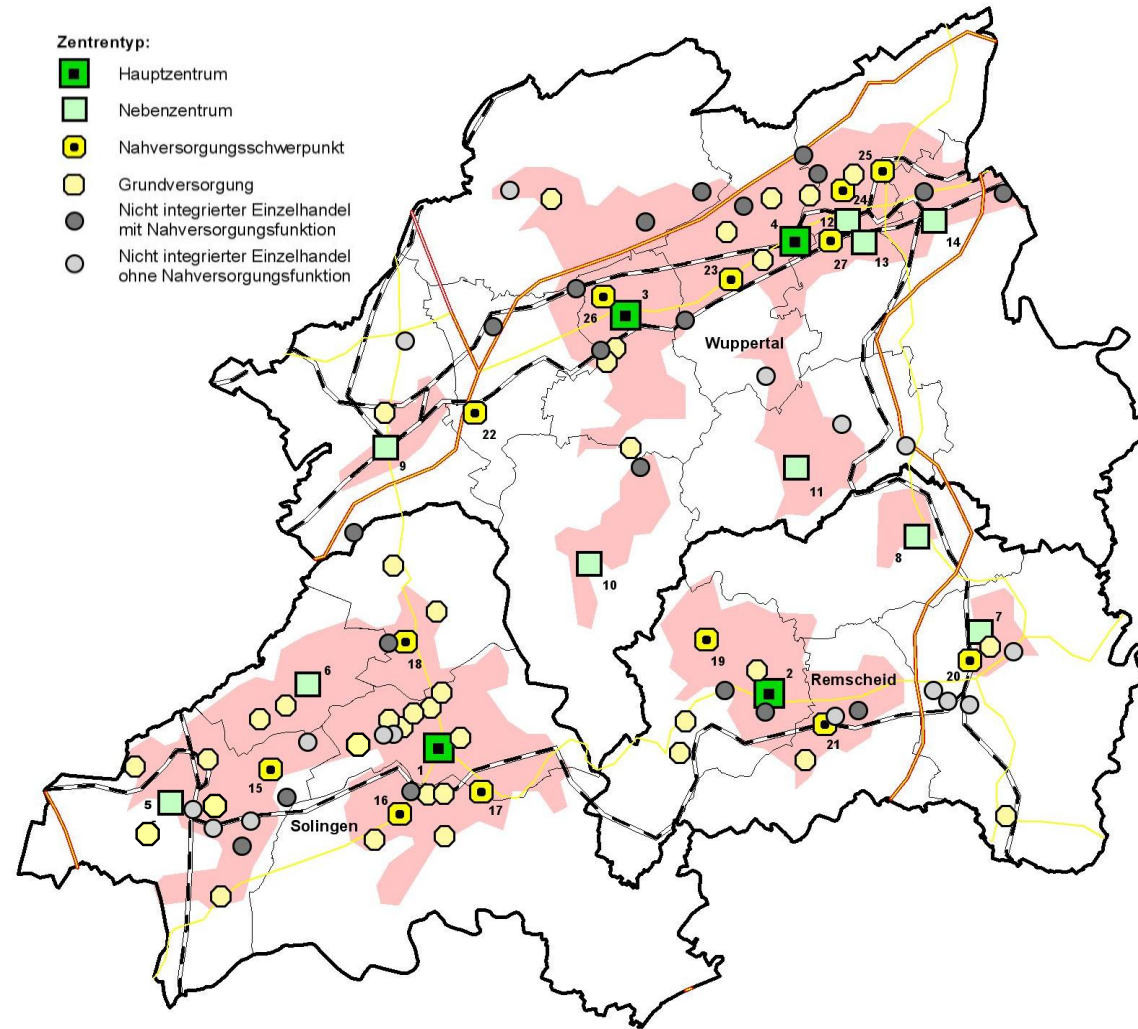 Zentrentyp:
Hauptzentrum
Nebenzentrum
Nahversorgungsschwerpunkt
Grundversorgung
Nicht integrierter Einzelhandel
mit Nahversorgungsfunktion
Nicht integrierter Einzelhandel
ohne Nahversorgungsfunktion
25
24
12
4
14
27
13
23
3
26
Wuppertal
22
9
11
8
10
7
19
18
2
20
6
Remscheid
21
1
15
5
16
17
Solingen